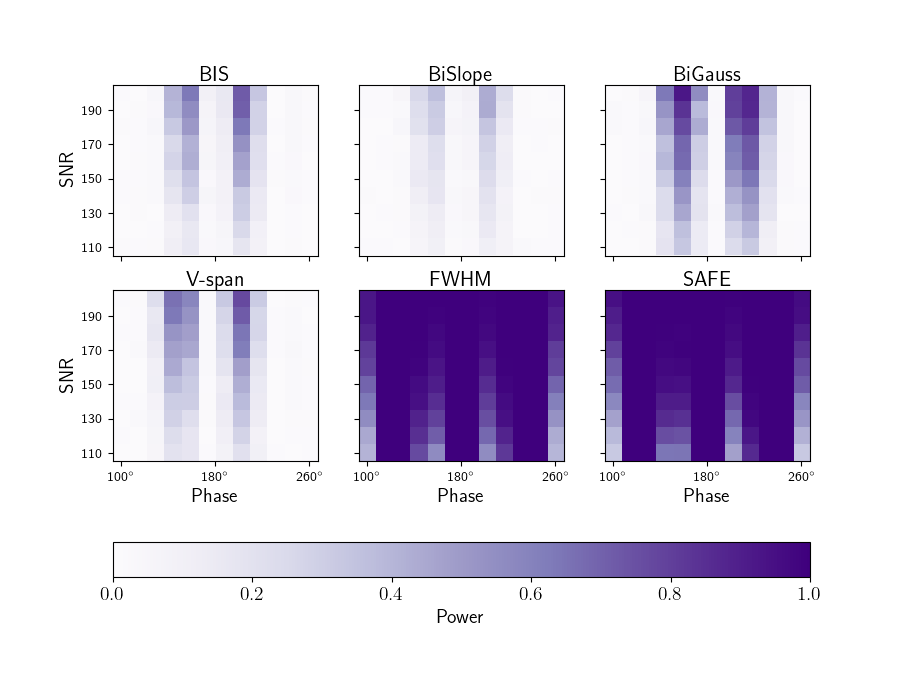 BIS BiSlope BiGauss
190
170
150
130
110
SNR
V-span FWHM SAFE
190
170
150
130
110
SNR
100° 180° 260° 100° 180° 260° 100° 180° 260°
Phase Phase Phase
0.0 0.2 0.4 0.6 0.8 1.0
Power